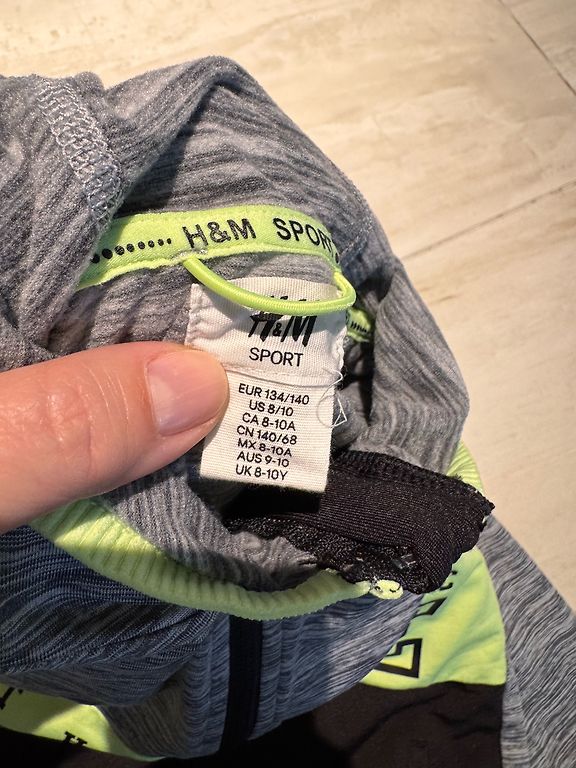 H&M SPORT
H&M
SPORT
EUR 134/140
US 8/10
CA 8-10A
CN 140/68
MX 8-10A
AUS 9-10
UK 8-10Y